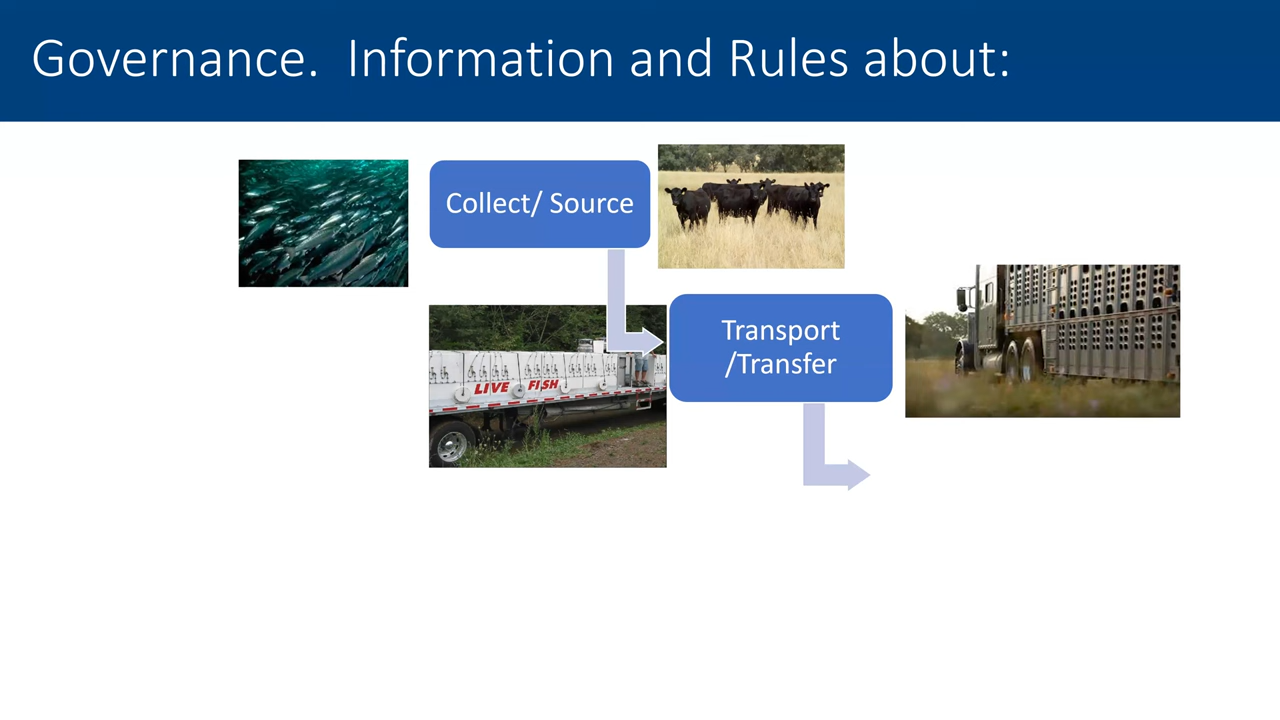 Governance.  Information and Rules about:
Collect/ Source
Transport
/Transfer
LIVE FISH